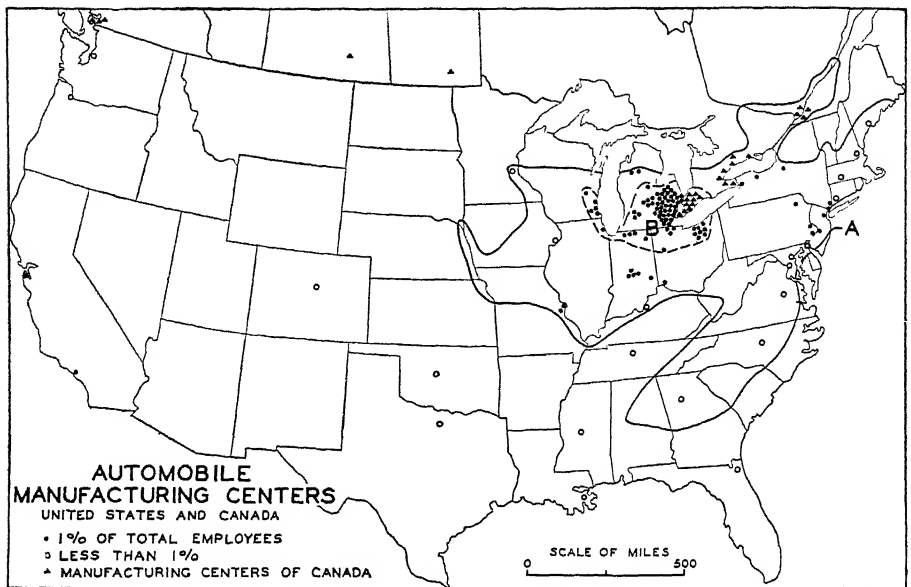 B
A
AUTOMOBILE
MANUFACTURING CENTERS
UNITED STATES AND CANADA
• 1% OF TOTAL EMPLOYEES
▫ LESS THAN 1%
▲ MANUFACTURING CENTERS OF CANADA
SCALE OF MILES
0 500